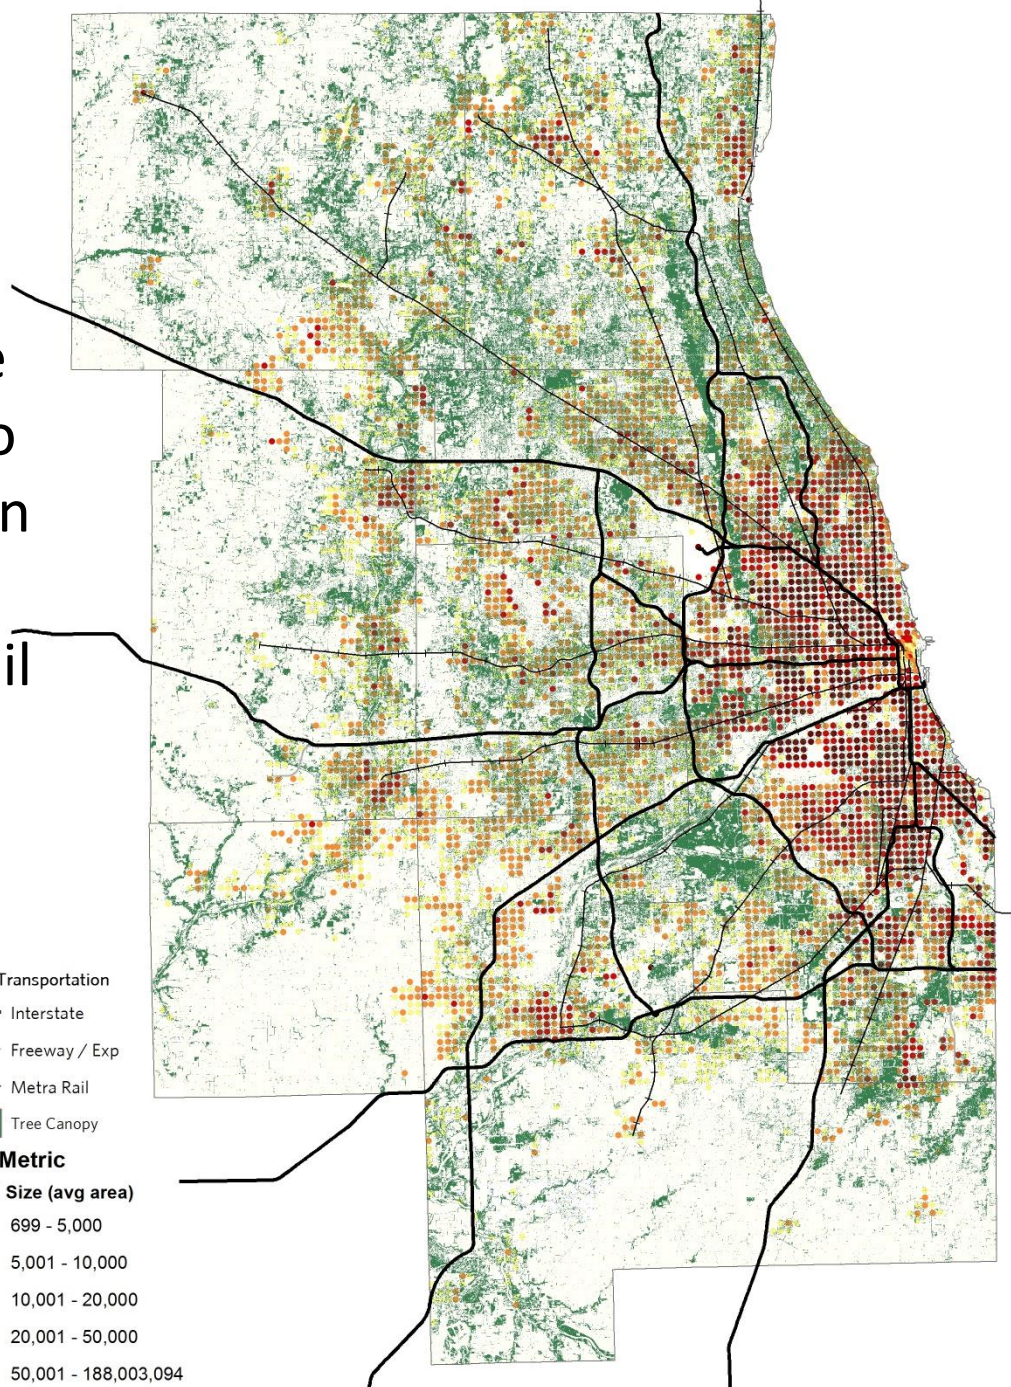 e
o
n
il
Transportation
Interstate
Freeway / Exp
Metra Rail
Tree Canopy
Metric
Size (avg area)
699 - 5,000
5,001 - 10,000
10,001 - 20,000
20,001 - 50,000
50,001 - 188,003,094